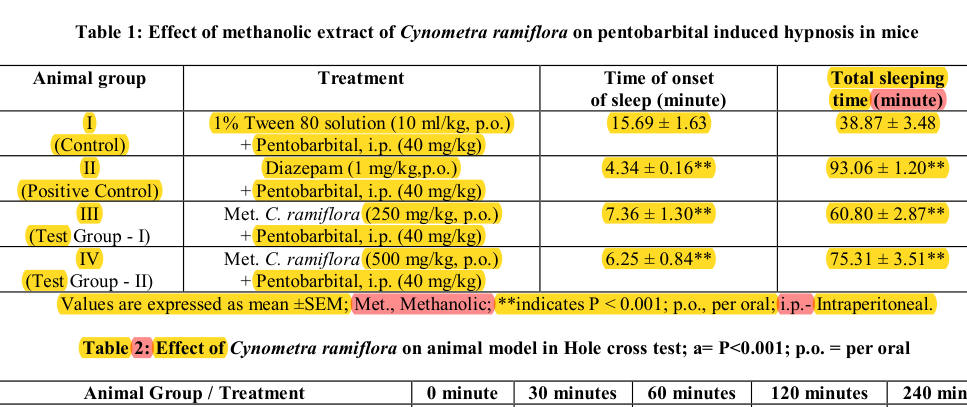 Table 1: Effect of methanolic extract of Cynometra ramiflora on pentobarbital induced hypnosis in mice
Animal group Treatment Time of onset Total sleeping
of sleep (minute) time (minute)
I 1% Tween 80 solution (10 ml/kg, p.o.) 15.69 ± 1.63 38.87 ± 3.48
(Control) + Pentobarbital, i.p. (40 mg/kg)
II Diazepam (1 mg/kg,p.o.) 4.34 ± 0.16** 93.06 ± 1.20**
(Positive Control) + Pentobarbital, i.p. (40 mg/kg)
III Met. C. ramiflora (250 mg/kg, p.o.) 7.36 ± 1.30** 60.80 ± 2.87**
(Test Group - I) + Pentobarbital, i.p. (40 mg/kg)
IV Met. C. ramiflora (500 mg/kg, p.o.) 6.25 ± 0.84** 75.31 ± 3.51**
(Test Group - II) + Pentobarbital, i.p. (40 mg/kg)
Values are expressed as mean ±SEM; Met., Methanolic; **indicates P < 0.001; p.o., per oral; i.p.- Intraperitoneal.
Table 2: Effect of Cynometra ramiflora on animal model in Hole cross test; a= P<0.001; p.o. = per oral
Animal Group / Treatment 0 minute 30 minutes 60 minutes 120 minutes 240 min